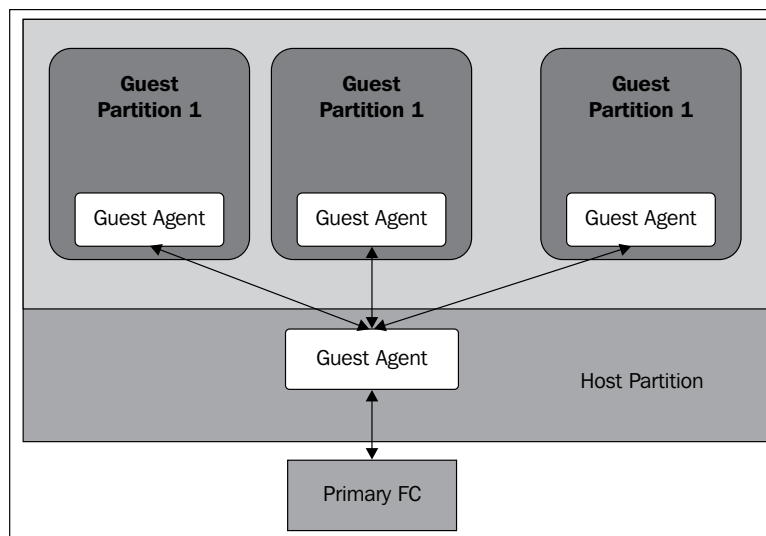 Guest
Partition 1
Guest
Partition 1
Guest
Partition 1
Guest Agent
Guest Agent
Guest Agent
Guest Agent
Host Partition
Primary FC